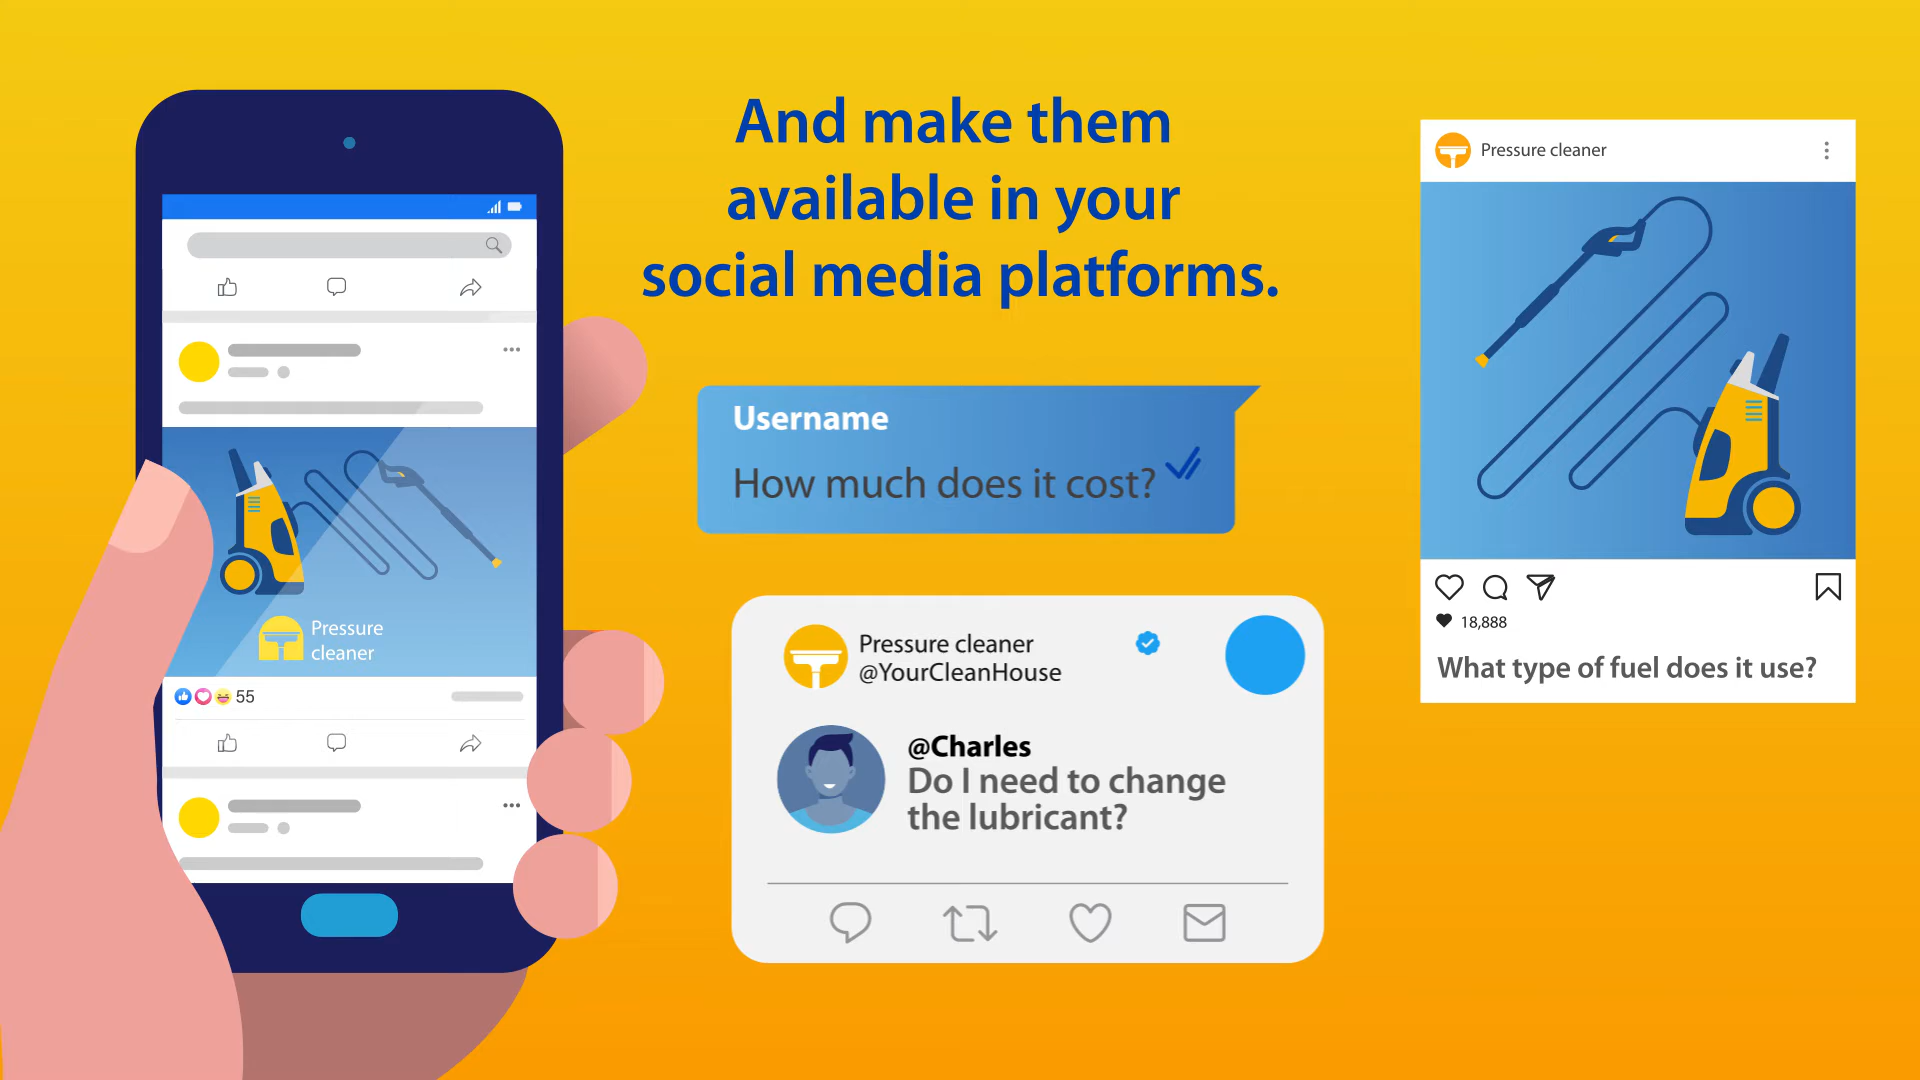 And make them
available in your
social media platforms.
Pressure
cleaner
55
Username
How much does it cost?
Pressure cleaner
@YourCleanHouse
@Charles
Do I need to change
the lubricant?
Pressure cleaner
18,888
What type of fuel does it use?